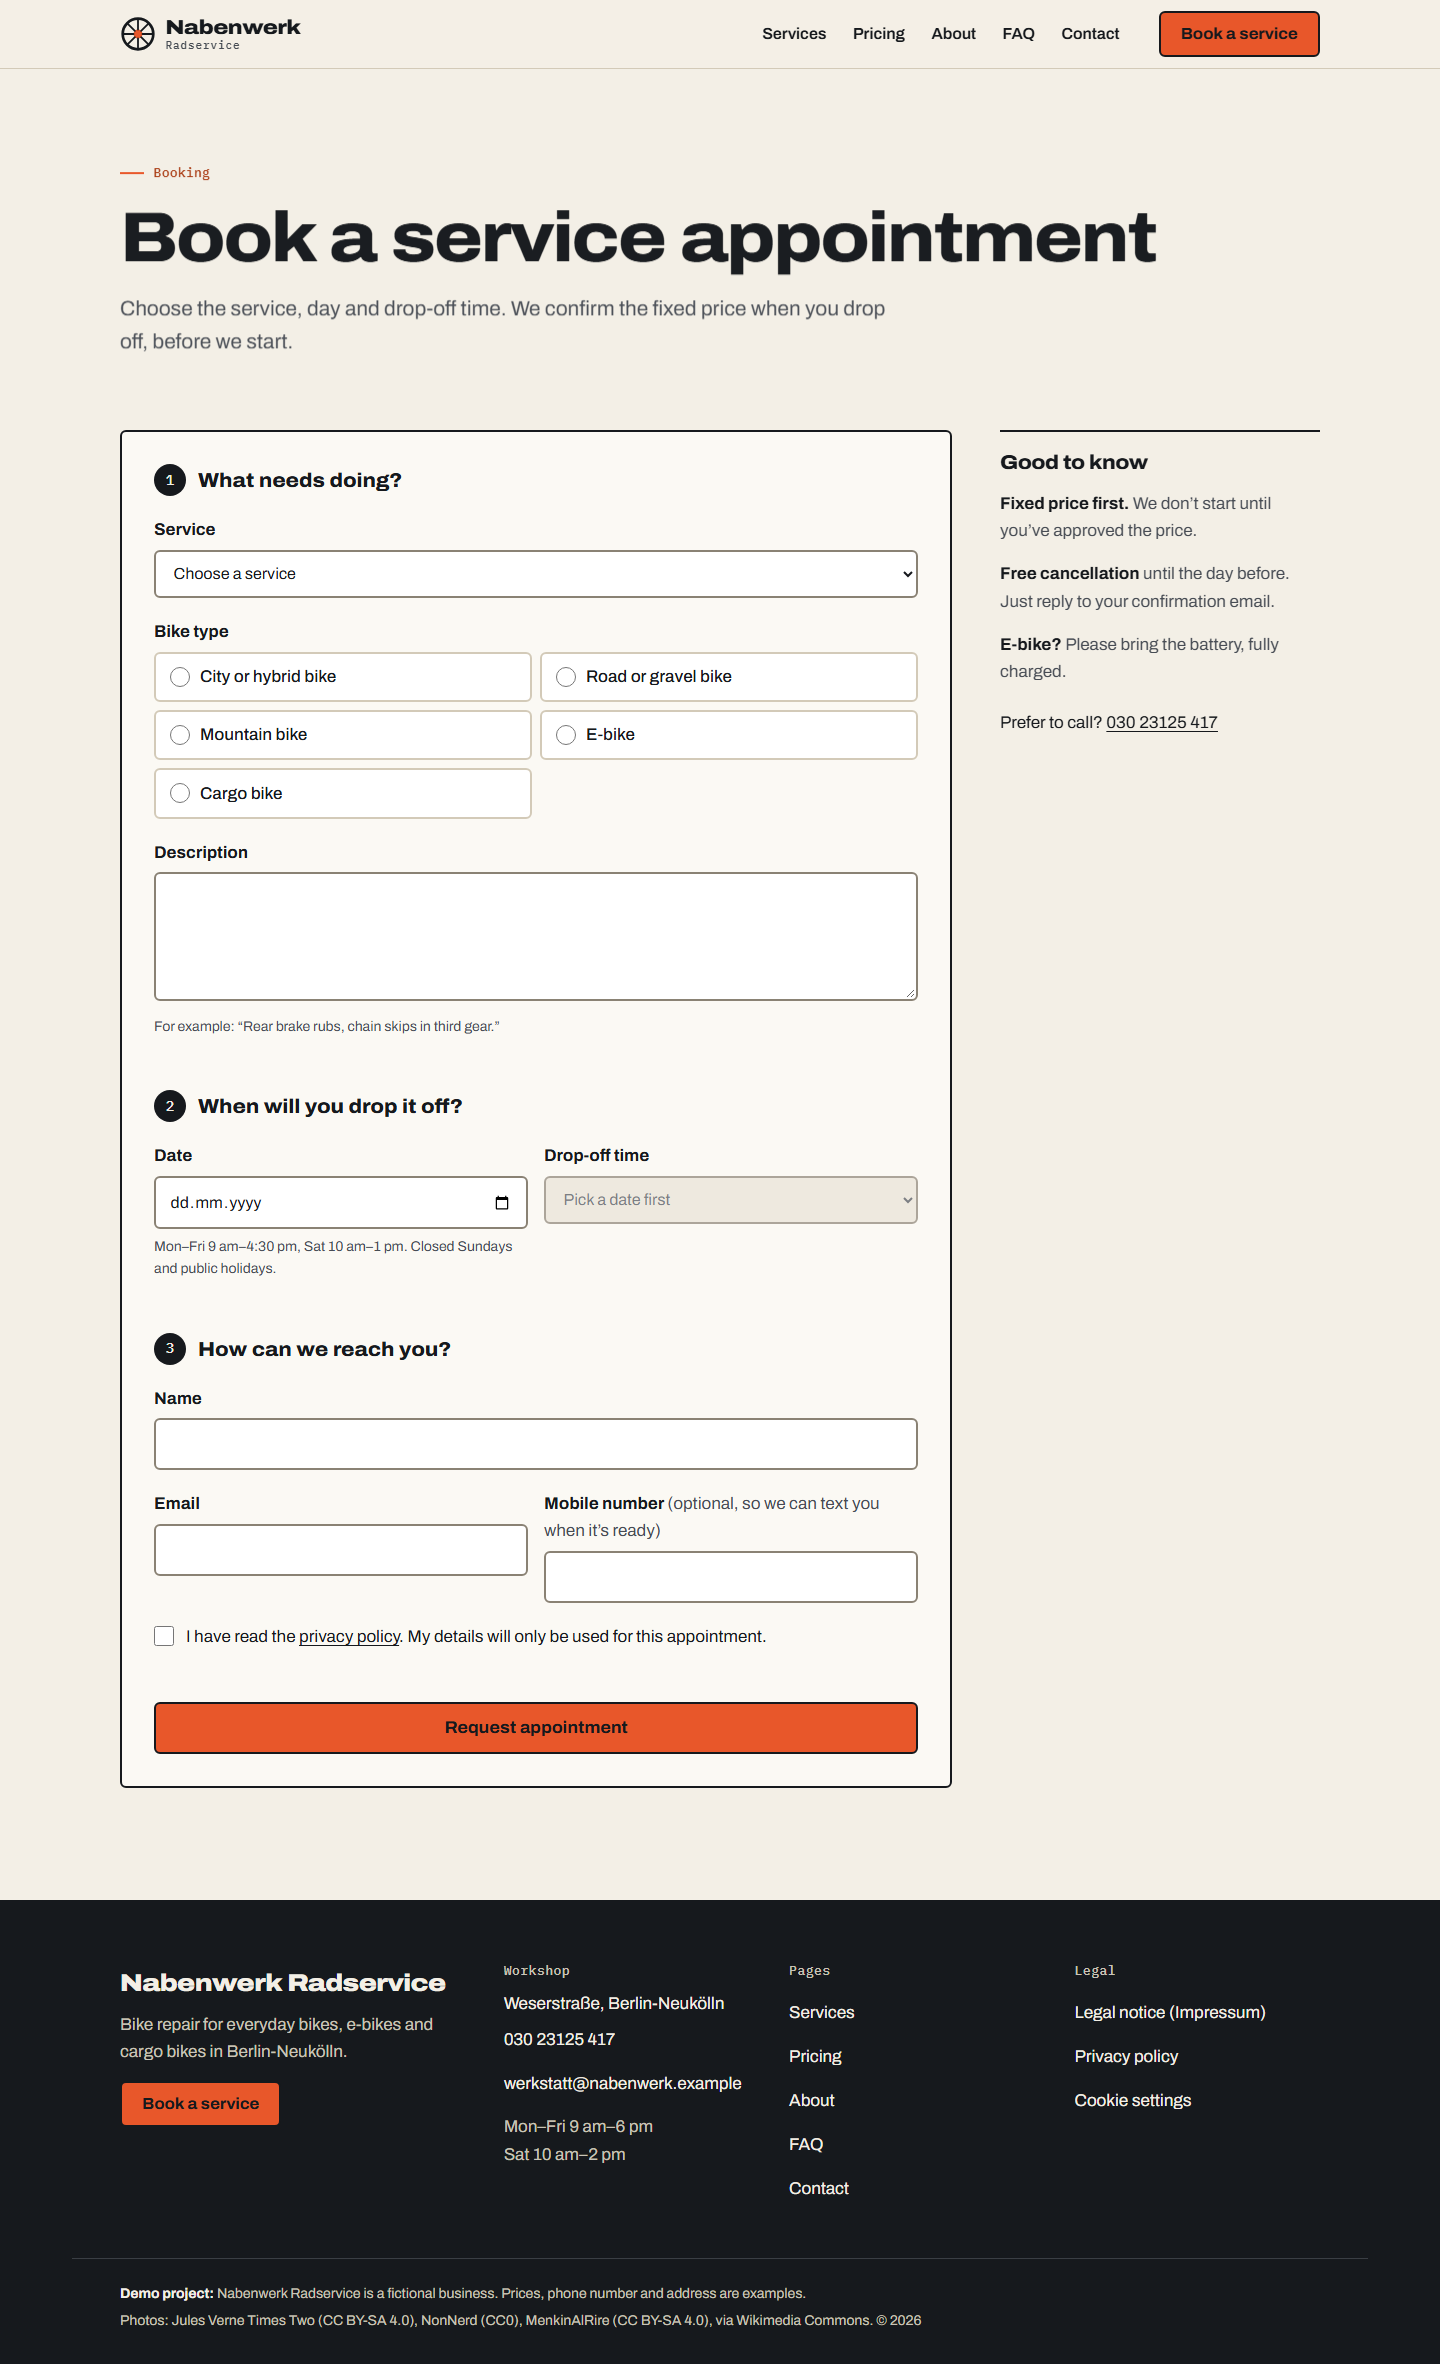 Nabenwerk
Radservice
Services
Pricing
About
FAQ
Contact
Book a service
Booking
Book a service appointment
Choose the service, day and drop-off time. We confirm the fixed price when you drop
off, before we start.
1 What needs doing?
Service
Choose a service
Bike type
City or hybrid bike
Road or gravel bike
Mountain bike
E-bike
Cargo bike
Description
For example: “Rear brake rubs, chain skips in third gear.”
2 When will you drop it off?
Date
dd.mm.yyyy
Mon–Fri 9 am–4:30 pm, Sat 10 am–1 pm. Closed Sundays
and public holidays.
Drop-off time
Pick a date first
3 How can we reach you?
Name
Email
Mobile number (optional, so we can text you
when it’s ready)
I have read the privacy policy. My details will only be used for this appointment.
Request appointment
Good to know
Fixed price first. We don’t start until
you’ve approved the price.
Free cancellation until the day before.
Just reply to your confirmation email.
E-bike? Please bring the battery, fully
charged.
Prefer to call? 030 23125 417
Nabenwerk Radservice
Bike repair for everyday bikes, e-bikes and
cargo bikes in Berlin-Neukölln.
Book a service
Workshop
Weserstraße, Berlin-Neukölln
030 23125 417
werkstatt@nabenwerk.example
Mon–Fri 9 am–6 pm
Sat 10 am–2 pm
Pages
Services
Pricing
About
FAQ
Contact
Legal
Legal notice (Impressum)
Privacy policy
Cookie settings
Demo project: Nabenwerk Radservice is a fictional business. Prices, phone number and address are examples.
Photos: Jules Verne Times Two (CC BY-SA 4.0), NonNerd (CC0), MenkinAlRire (CC BY-SA 4.0), via Wikimedia Commons. © 2026